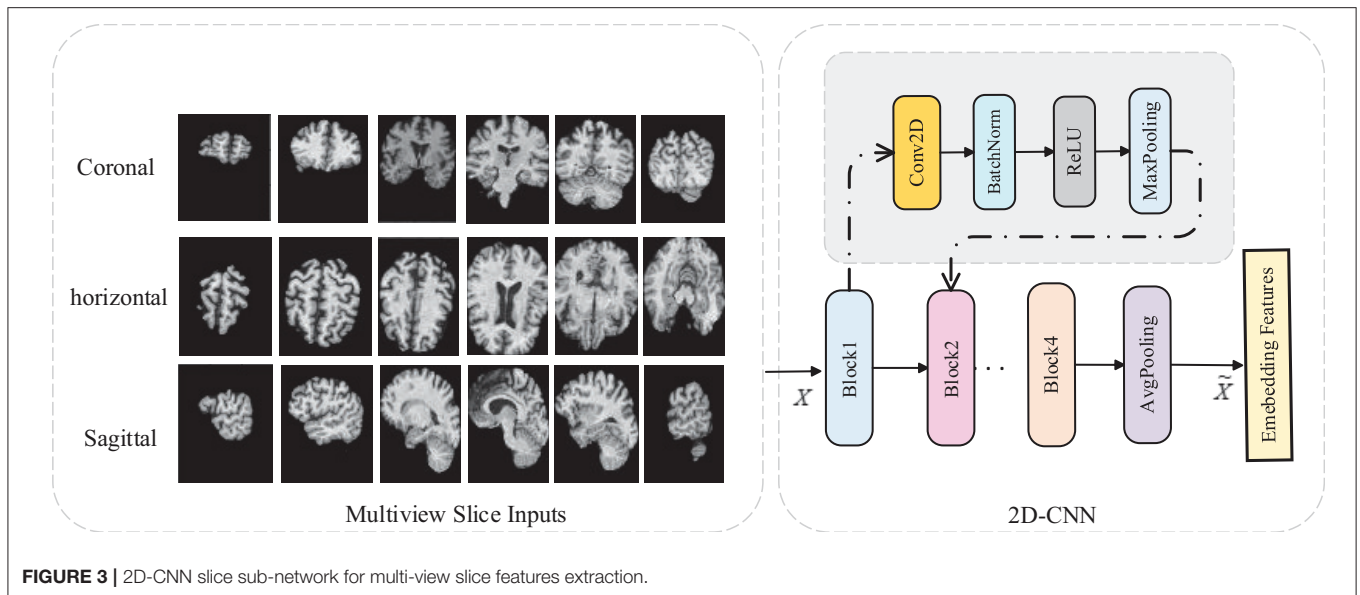 Coronal
horizontal
Sagittal
Multiview Slice Inputs
Conv2D
BatchNorm
ReLU
MaxPooling
X
Block1
Block2
...
Block4
AvgPooling
X̃
Emebedding Features
2D-CNN
FIGURE 3 | 2D-CNN slice sub-network for multi-view slice features extraction.